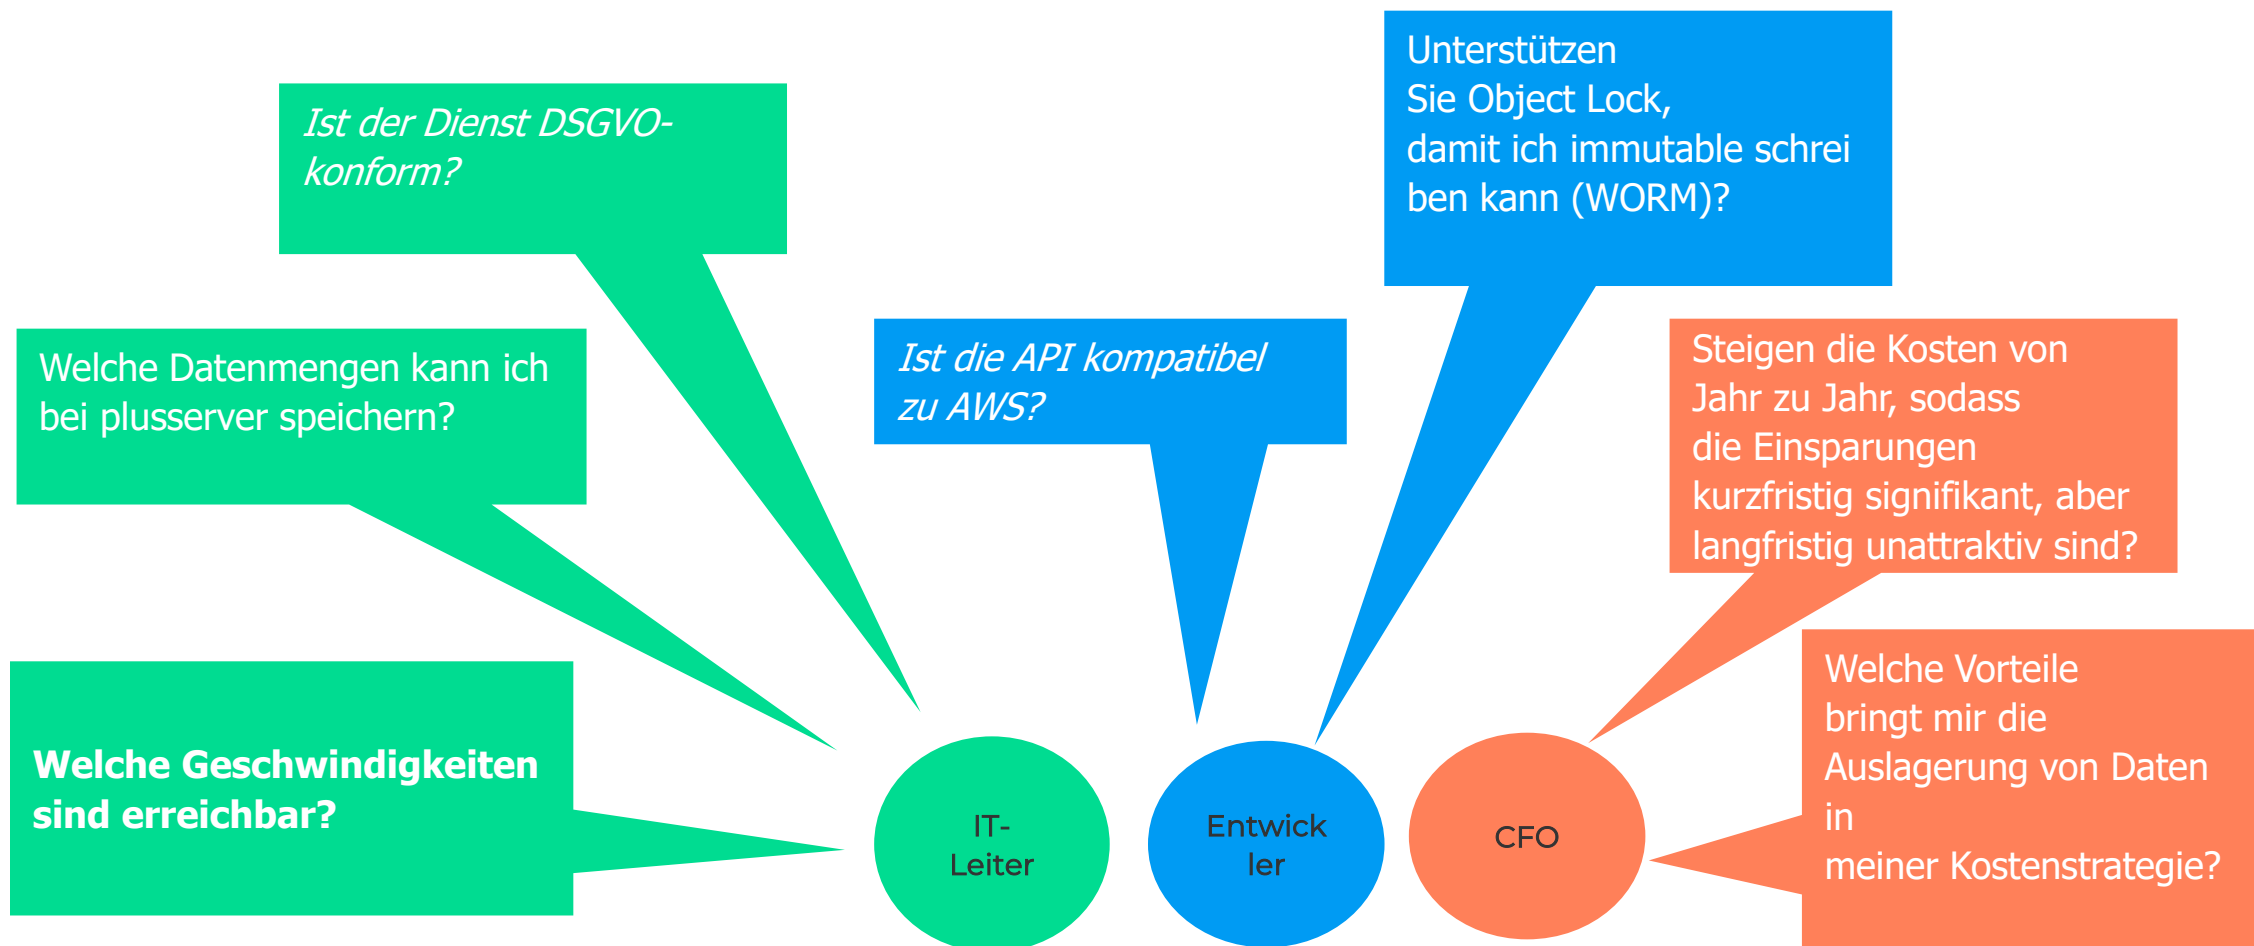 Ist der Dienst DSGVO-
konform?
Unterstützen
Sie Object Lock,
damit ich immutable schrei
ben kann (WORM)?
Welche Datenmengen kann ich
bei plusserver speichern?
Ist die API kompatibel
zu AWS?
Steigen die Kosten von
Jahr zu Jahr, sodass
die Einsparungen
kurzfristig signifikant, aber
langfristig unattraktiv sind?
Welche Geschwindigkeiten
sind erreichbar?
Welche Vorteile
bringt mir die
Auslagerung von Daten
in
meiner Kostenstrategie?
IT-
Leiter
Entwick
ler
CFO